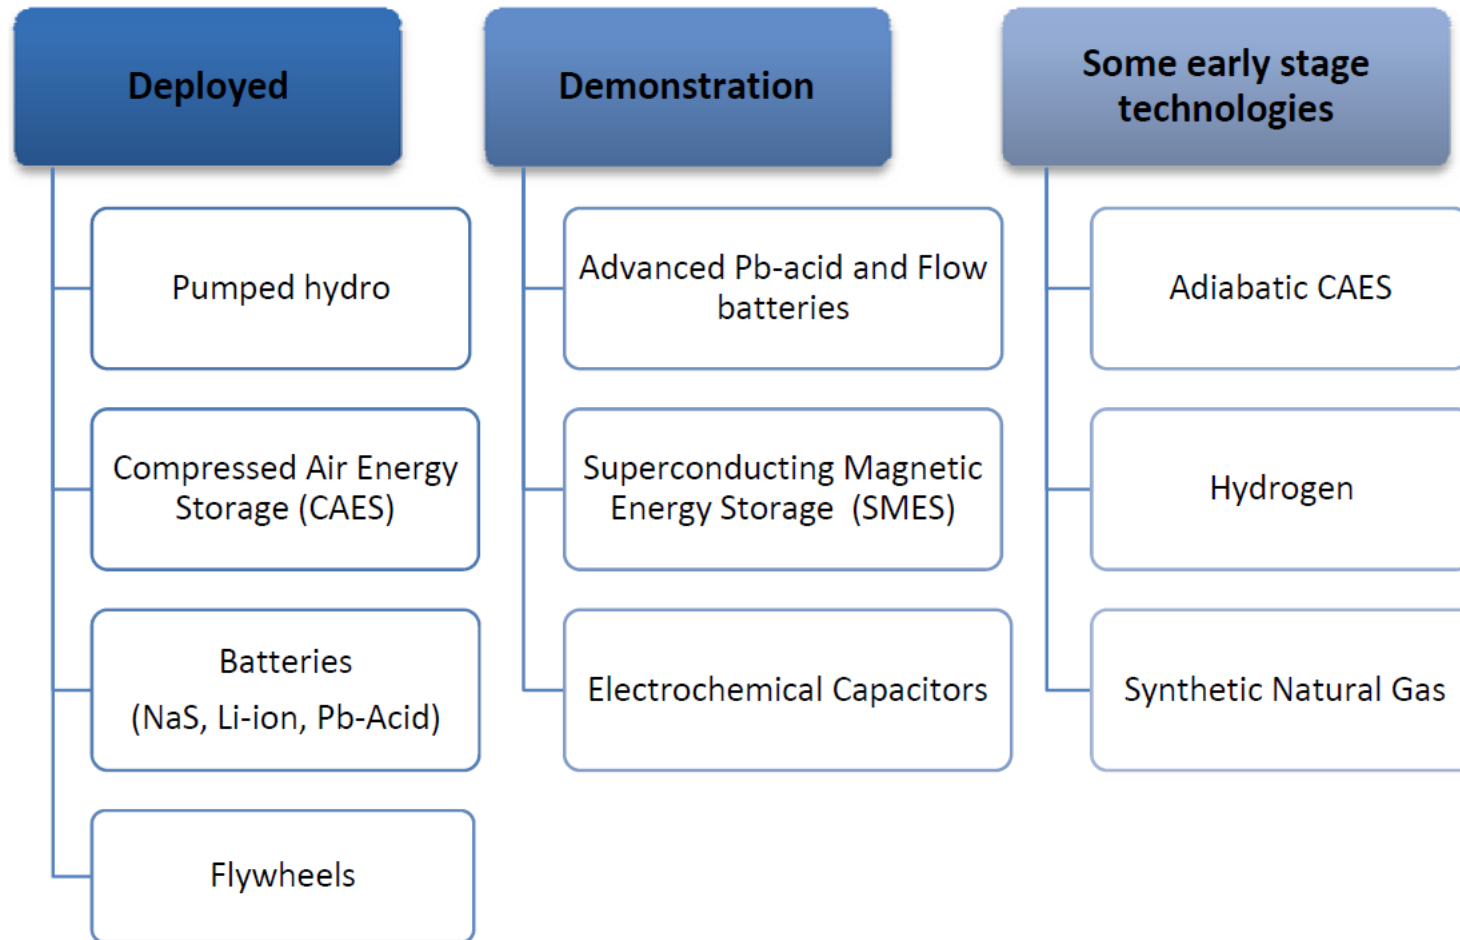 Deployed
Pumped hydro
Compressed Air Energy
Storage (CAES)
Batteries
(NaS, Li-ion, Pb-Acid)
Flywheels
Demonstration
Advanced Pb-acid and Flow
batteries
Superconducting Magnetic
Energy Storage  (SMES)
Electrochemical Capacitors
Some early stage
technologies
Adiabatic CAES
Hydrogen
Synthetic Natural Gas